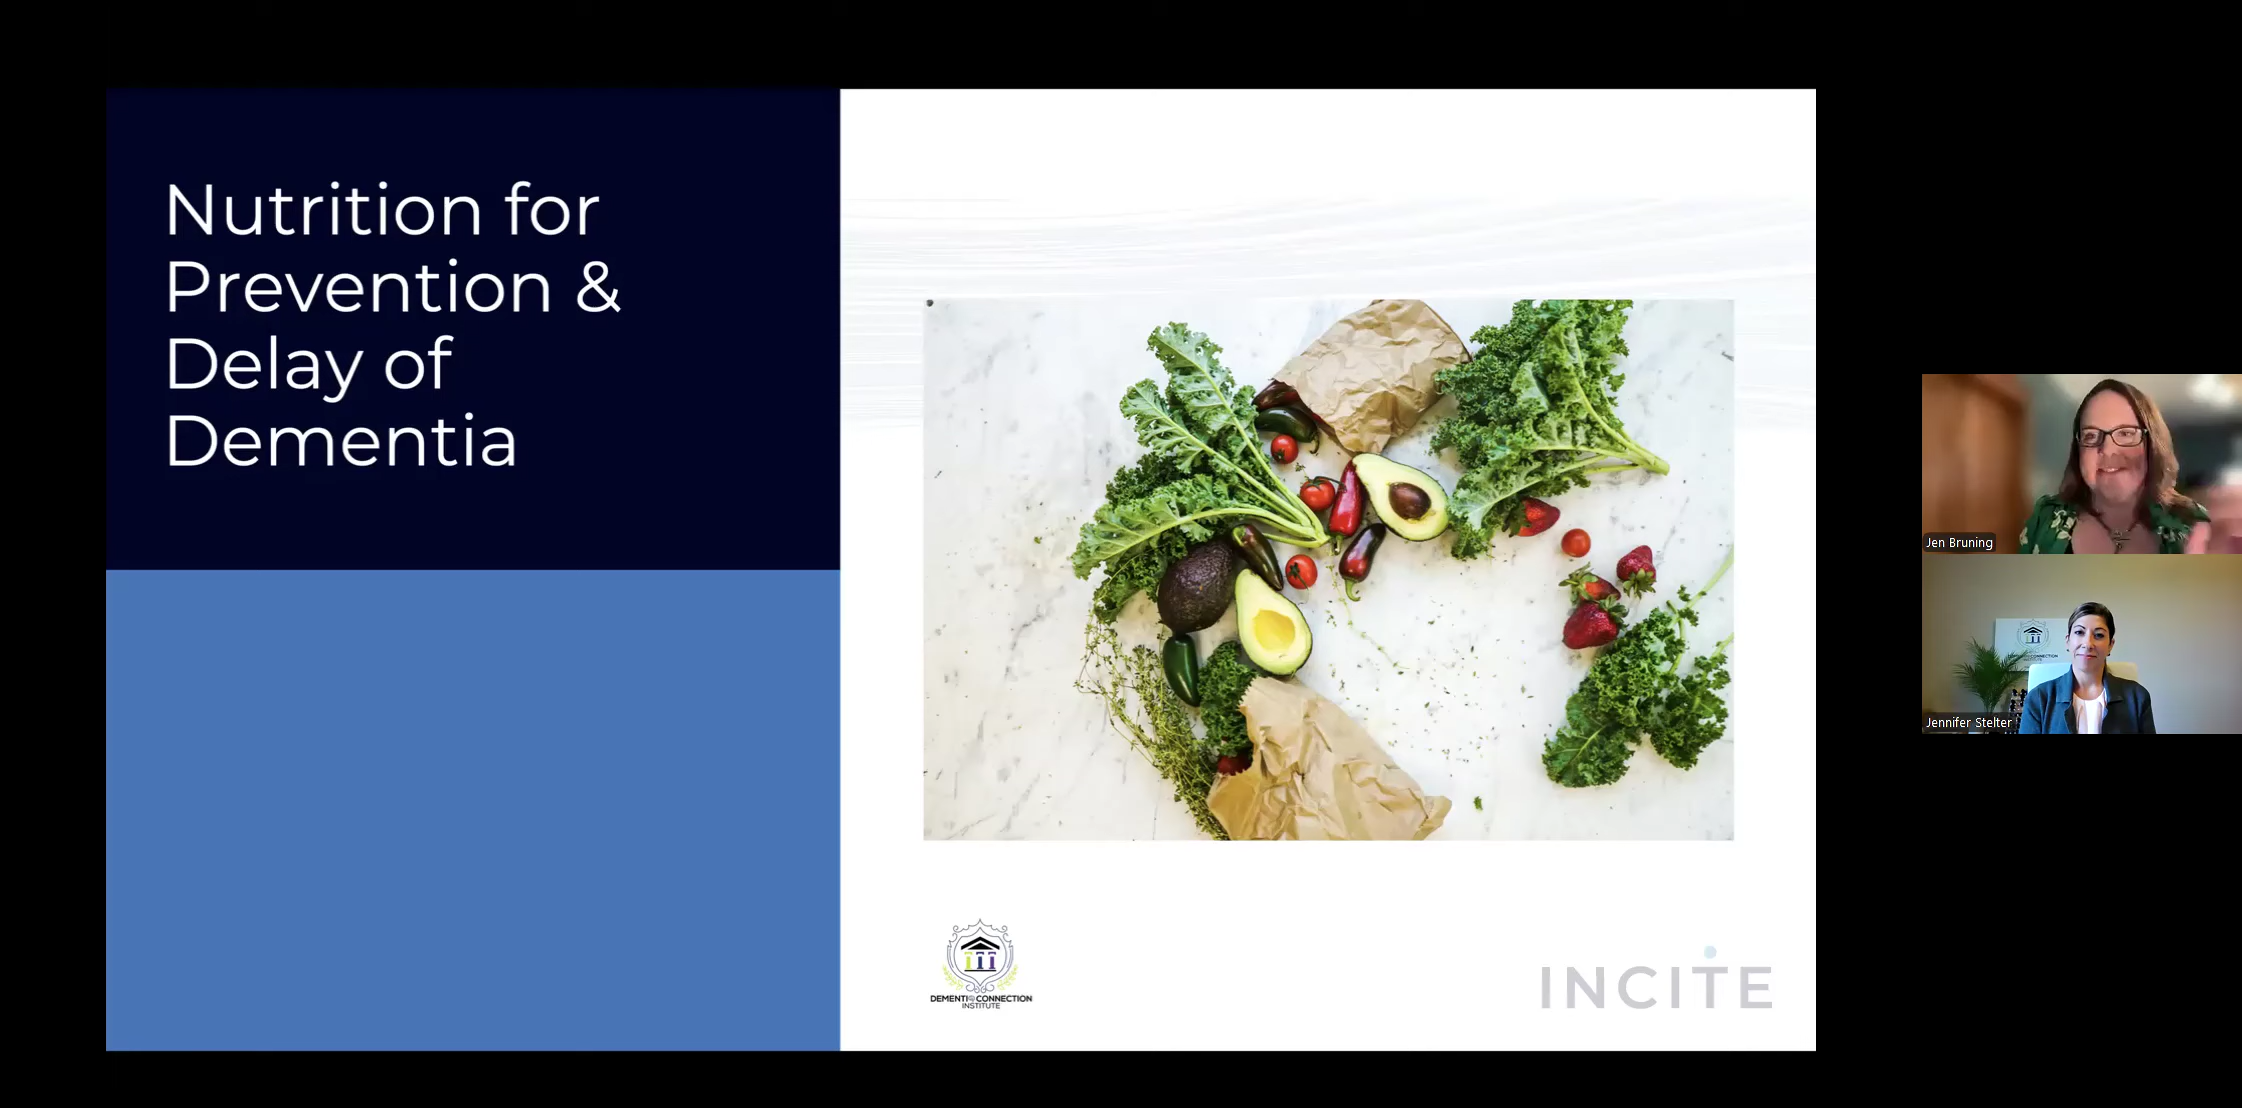 Nutrition for
Prevention &
Delay of
Dementia
DEMENTIA CONNECTION
INSTITUTE
INCITE
Jen Bruning
Jennifer Stelter